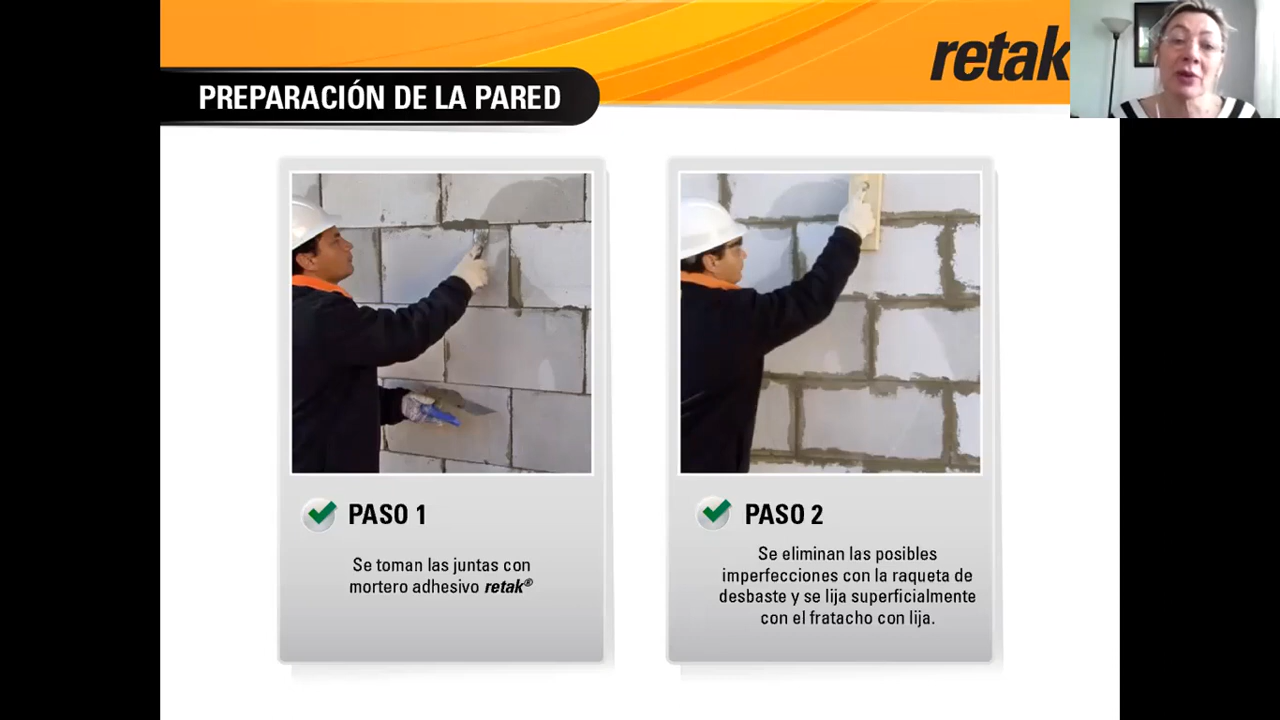 retak
PREPARACIÓN DE LA PARED
PASO 1
Se toman las juntas con
mortero adhesivo retak®
PASO 2
Se eliminan las posibles
imperfecciones con la raqueta de
desbaste y se lija superficialmente
con el fratacho con lija.